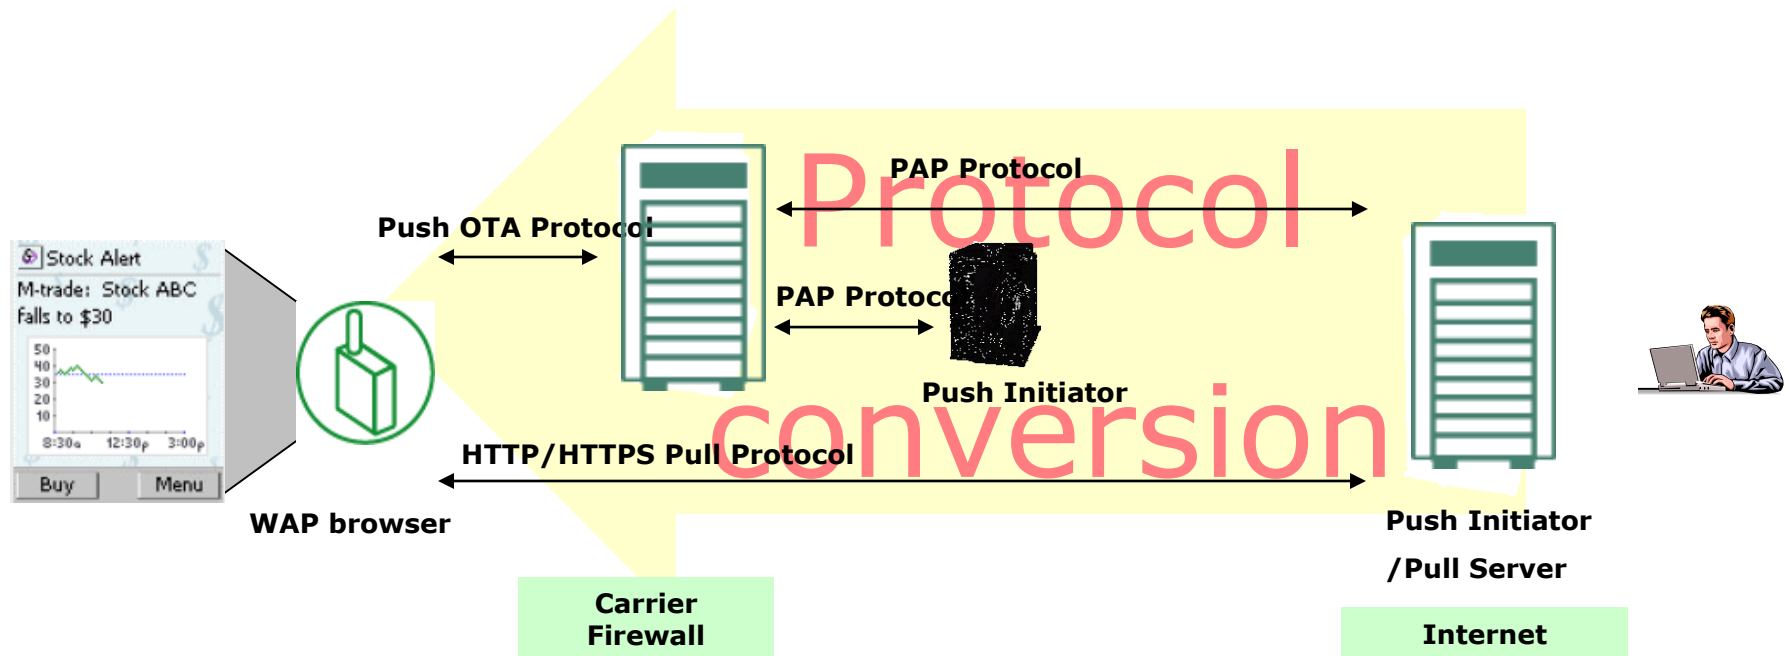 Protocol
conversion
PAP Protocol
Push OTA Protocol
PAP Protoco
Push Initiator
HTTP/HTTPS Pull Protocol
WAP browser
Push Initiator
/Pull Server
Carrier
Firewall
Internet
Stock Alert
M-trade: Stock ABC
falls to $30
50
40
30
20
10
8:30a 12:30p 3:00p
Buy Menu